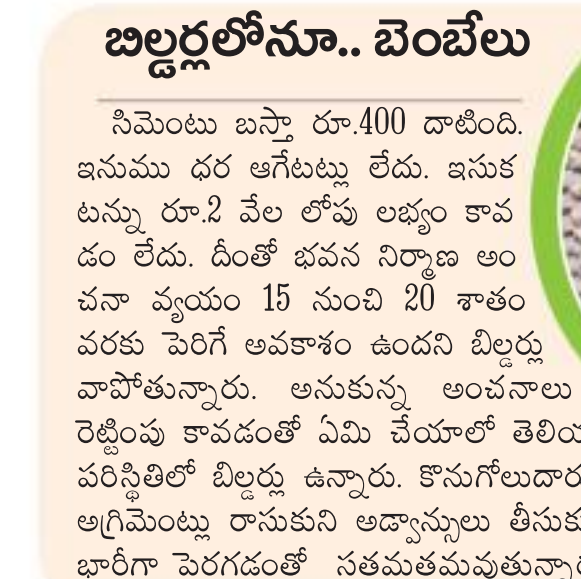 బిల్డర్లలోనూ.. బెంబేలు
సిమెంటు బస్తా రూ.400 దాటింది.
ఇనుము ధర ఆగేటట్లు లేదు. ఇసుక
టన్ను రూ.2 వేల లోపు లభ్యం కావ
డం లేదు. దీంతో భవన నిర్మాణ అం
చనా వ్యయం 15 నుంచి 20 శాతం
వరకు పెరిగే అవకాశం ఉందని బిల్డర్లు
వాపోతున్నారు. అనుకున్న అంచనాలు
రెట్టింపు కావడంతో ఏమి చేయాలో
పరిస్థితిలో బిల్డర్లు ఉన్నారు.
అగ్రిమెంట్లు రాసుకుని అడ్వాన్సులు
భారీగా పెరగడంతో